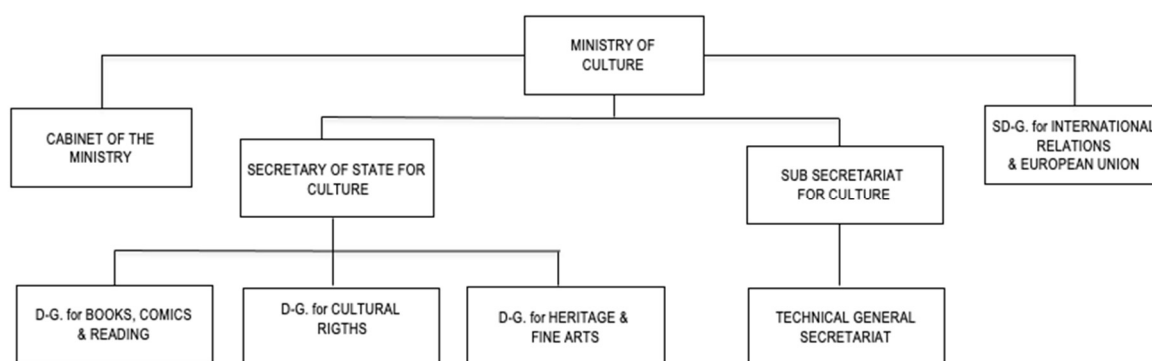 MINISTRY OF
CULTURE
CABINET OF THE
MINISTRY
SD-G. for INTERNATIONAL
RELATIONS
& EUROPEAN UNION
SECRETARY OF STATE FOR
CULTURE
SUB SECRETARIAT
FOR CULTURE
D-G. for BOOKS, COMICS
& READING
D-G. for CULTURAL
RIGTHS
D-G. for HERITAGE &
FINE ARTS
TECHNICAL GENERAL
SECRETARIAT